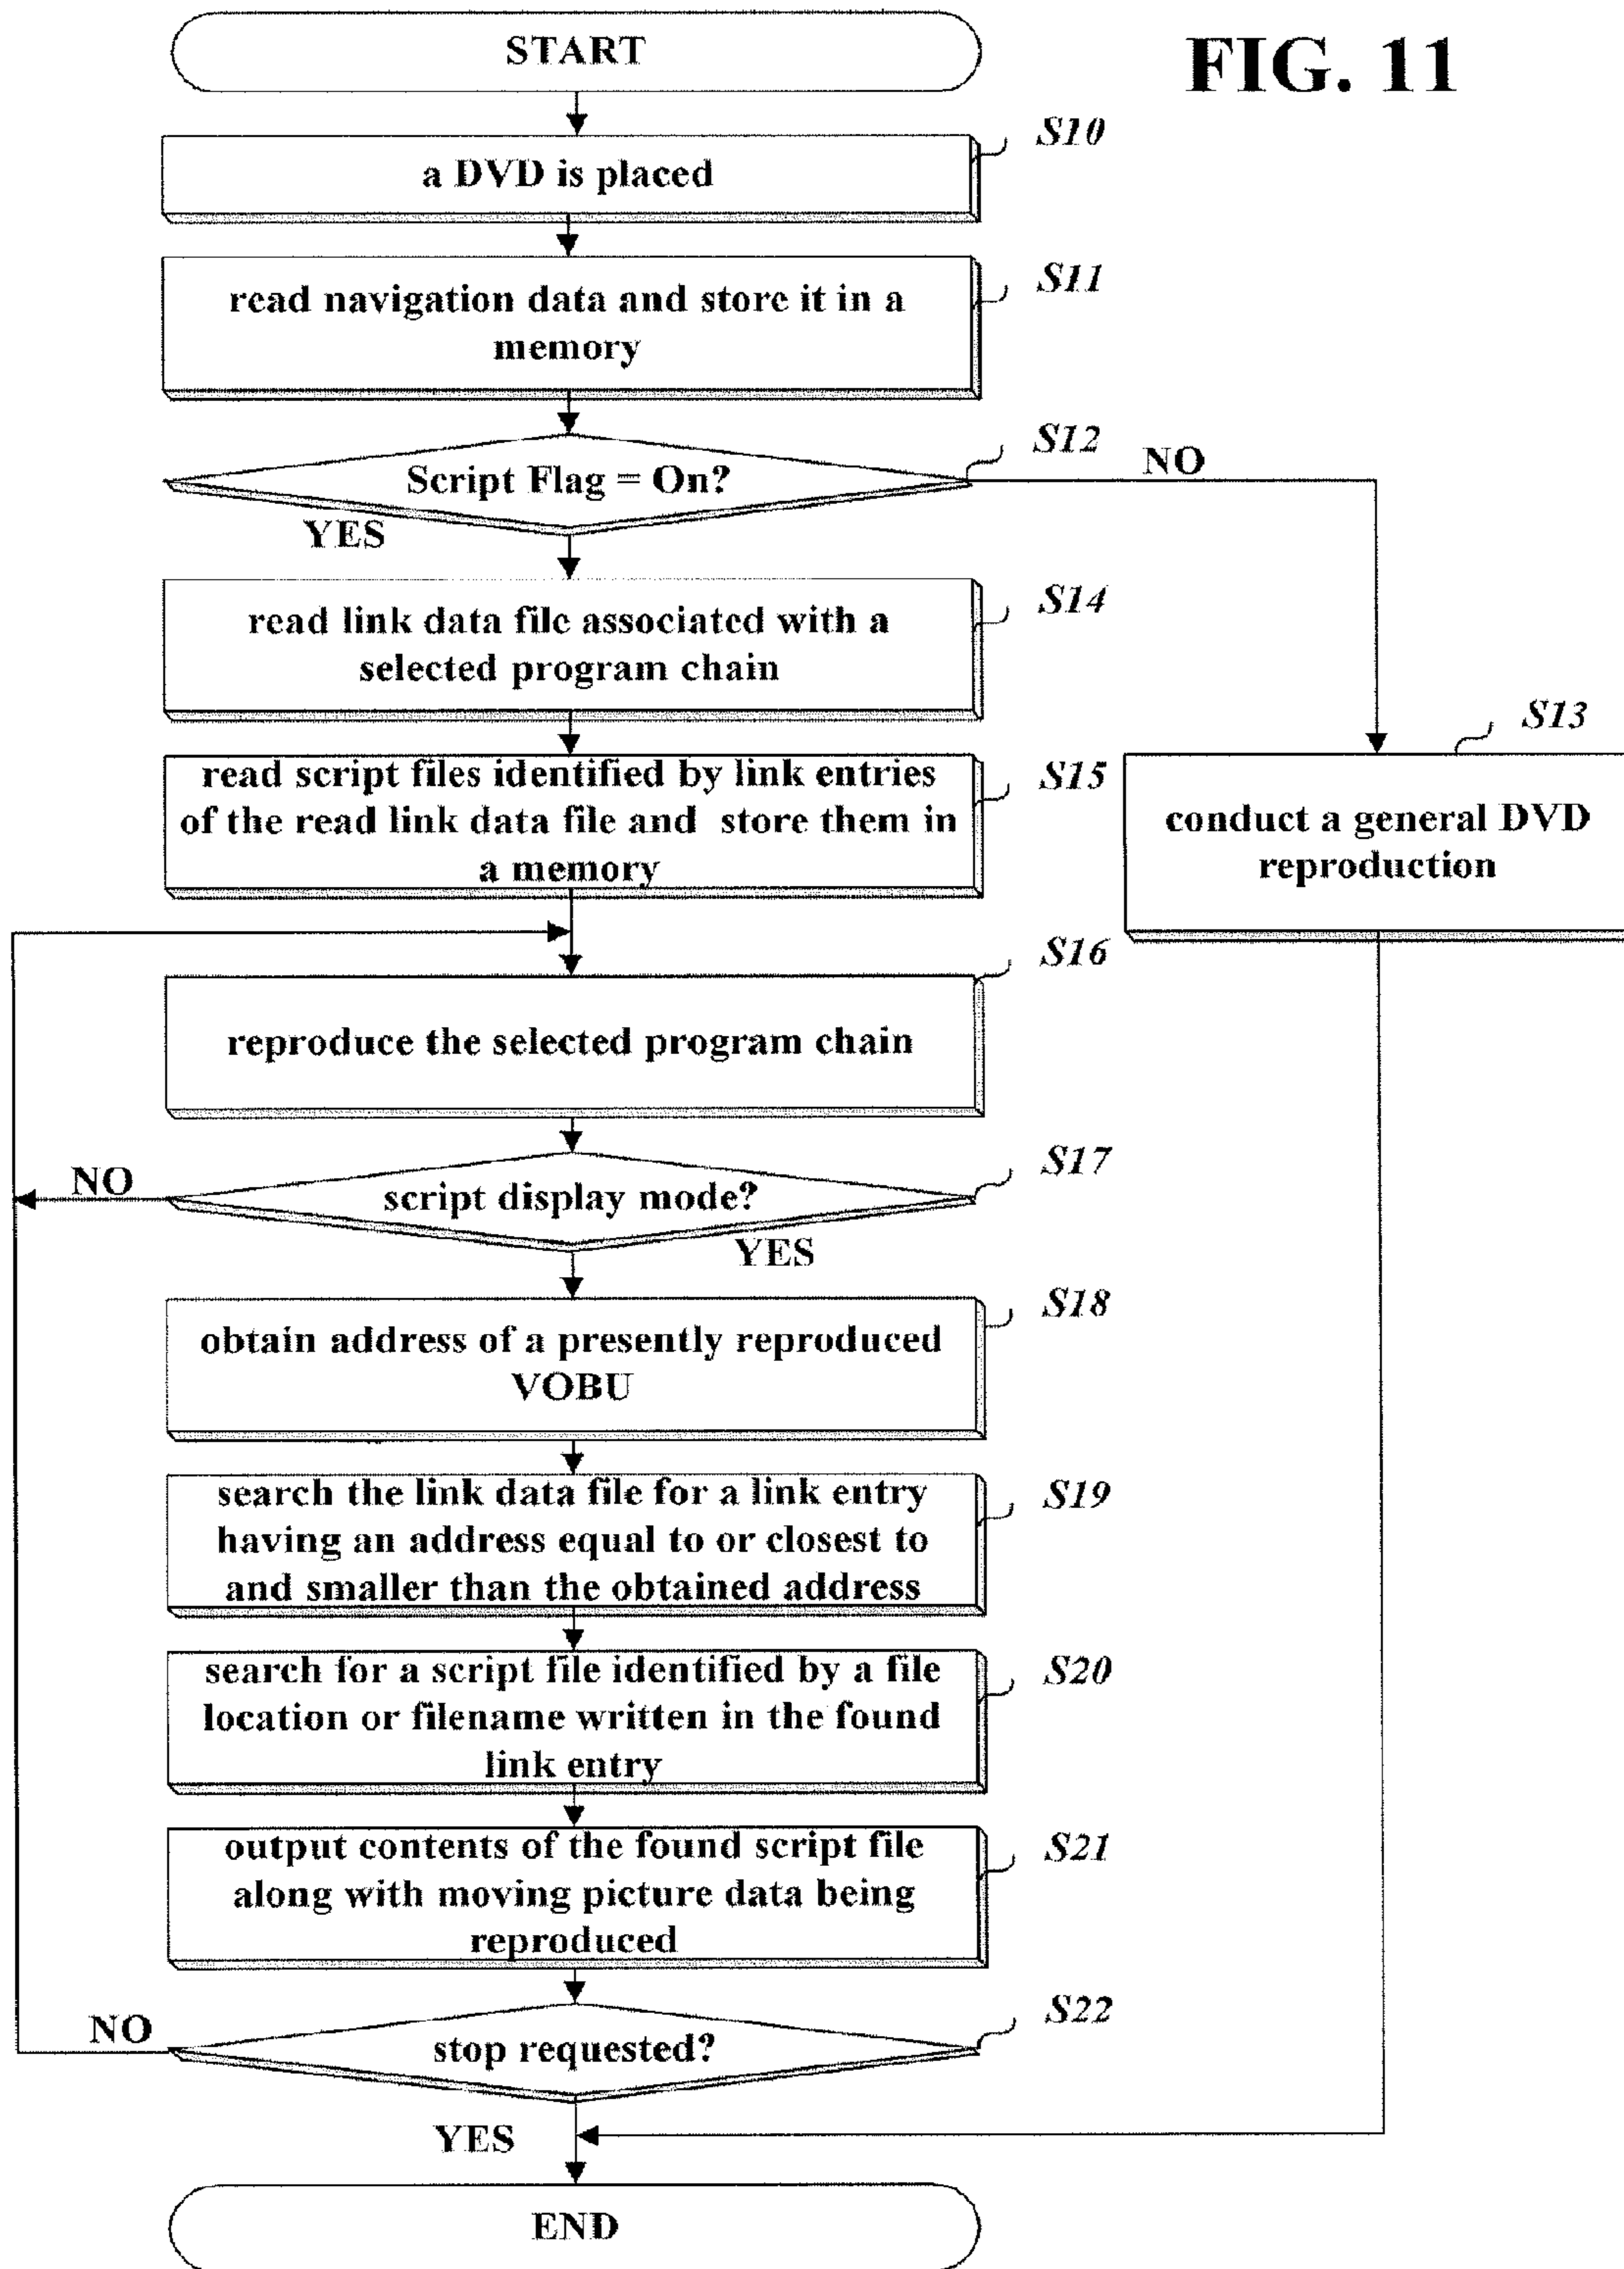 START
FIG. 11
S10
a DVD is placed
S11
read navigation data and store it in a
memory
S12
Script Flag = On?
NO
YES
S14
read link data file associated with a
selected program chain
S13
S15
read script files identified by link entries
of the read link data file and store them in
a memory
conduct a general DVD
reproduction
S16
reproduce the selected program chain
S17
NO
script display mode?
YES
S18
obtain address of a presently reproduced
VOBU
S19
search the link data file for a link entry
having an address equal to or closest to
and smaller than the obtained address
S20
search for a script file identified by a file
location or filename written in the found
link entry
S21
output contents of the found script file
along with moving picture data being
reproduced
S22
NO
stop requested?
YES
END